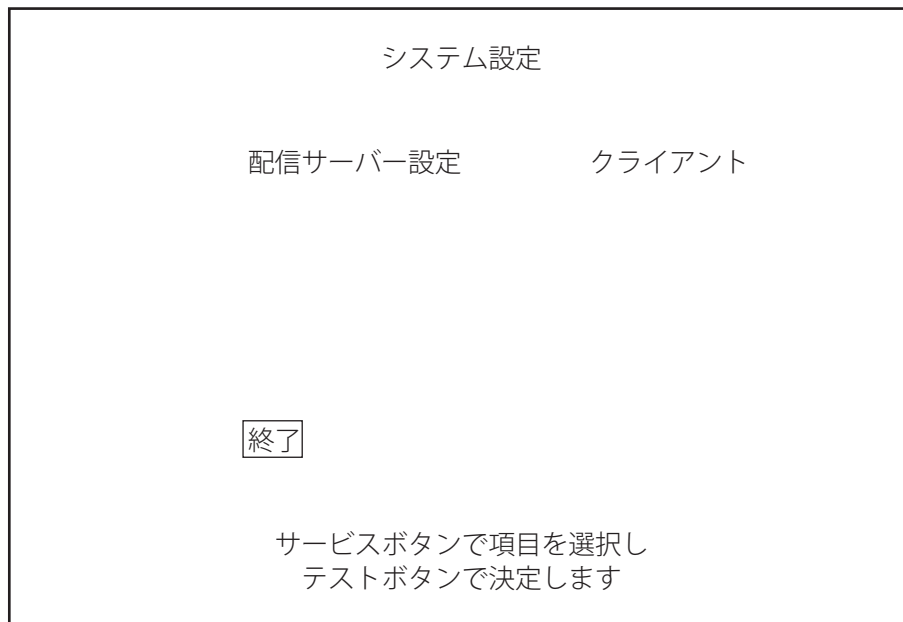 システム設定
配信サーバー設定 クライアント
終了
サービスボタンで項目を選択し
テストボタンで決定します